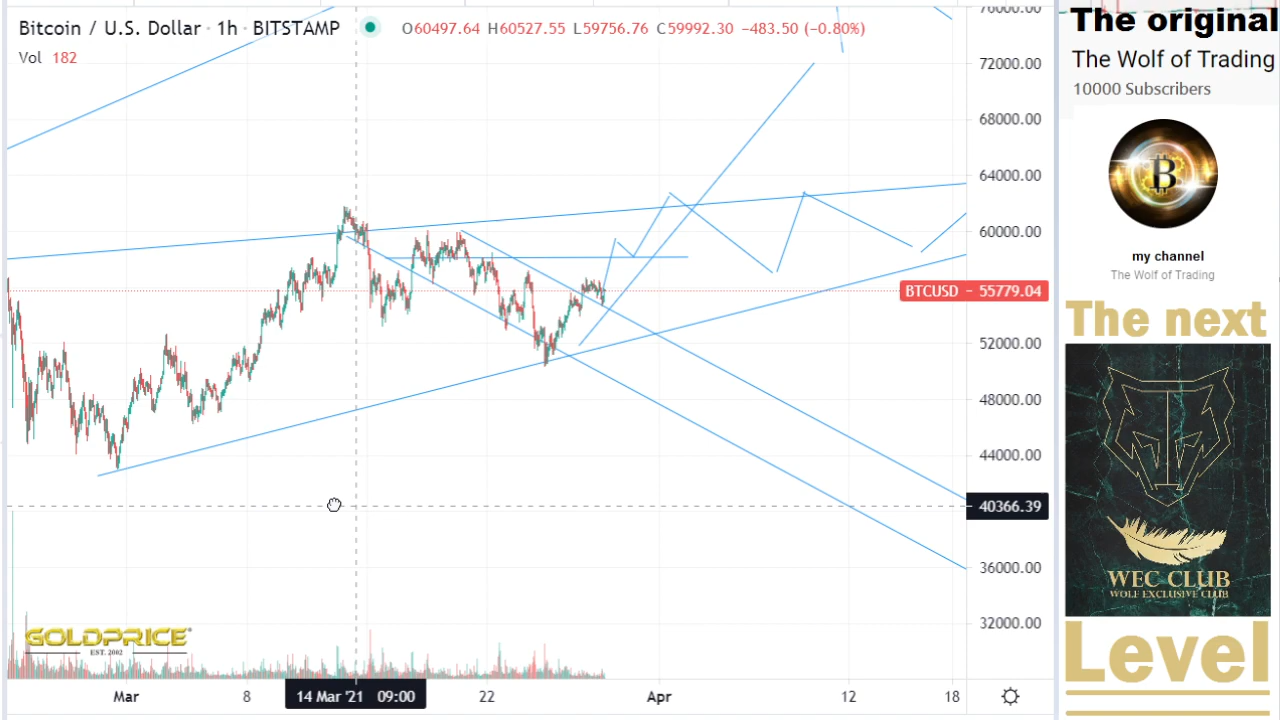 Bitcoin / U.S. Dollar · 1h · BITSTAMP
O60497.64 H60527.55 L59756.76 C59992.30 −483.50 (−0.80%)
Vol 182
76000.00
72000.00
68000.00
64000.00
60000.00
BTCUSD − 55779.04
52000.00
48000.00
44000.00
40366.39
36000.00
32000.00
GOLDPRICE®
EST. 2002
Mar
8
14 Mar '21 09:00
22
Apr
12
18
The original
The Wolf of Trading
10000 Subscribers
B
my channel
The Wolf of Trading
The next
WEC CLUB
WOLF EXCLUSIVE CLUB
Level